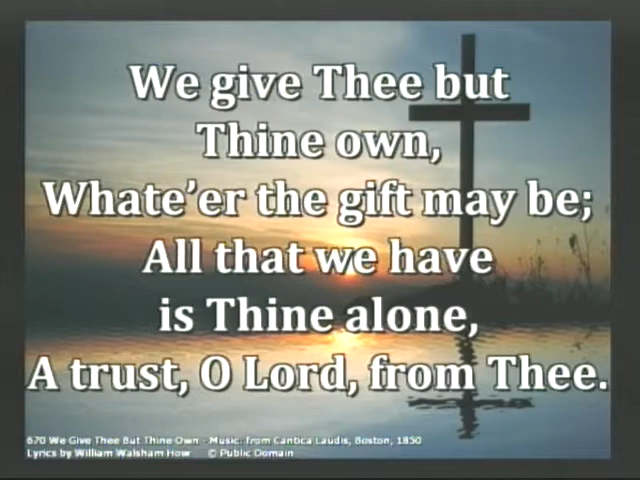 We give Thee but
Thine own,
Whate'er the gift may be;
All that we have
is Thine alone,
A trust, O Lord, from Thee.
670 We Give Thee But Thine Own - Music: from Cantica Laudis, Boston, 1850
Lyrics by William Walsham How © Public Domain